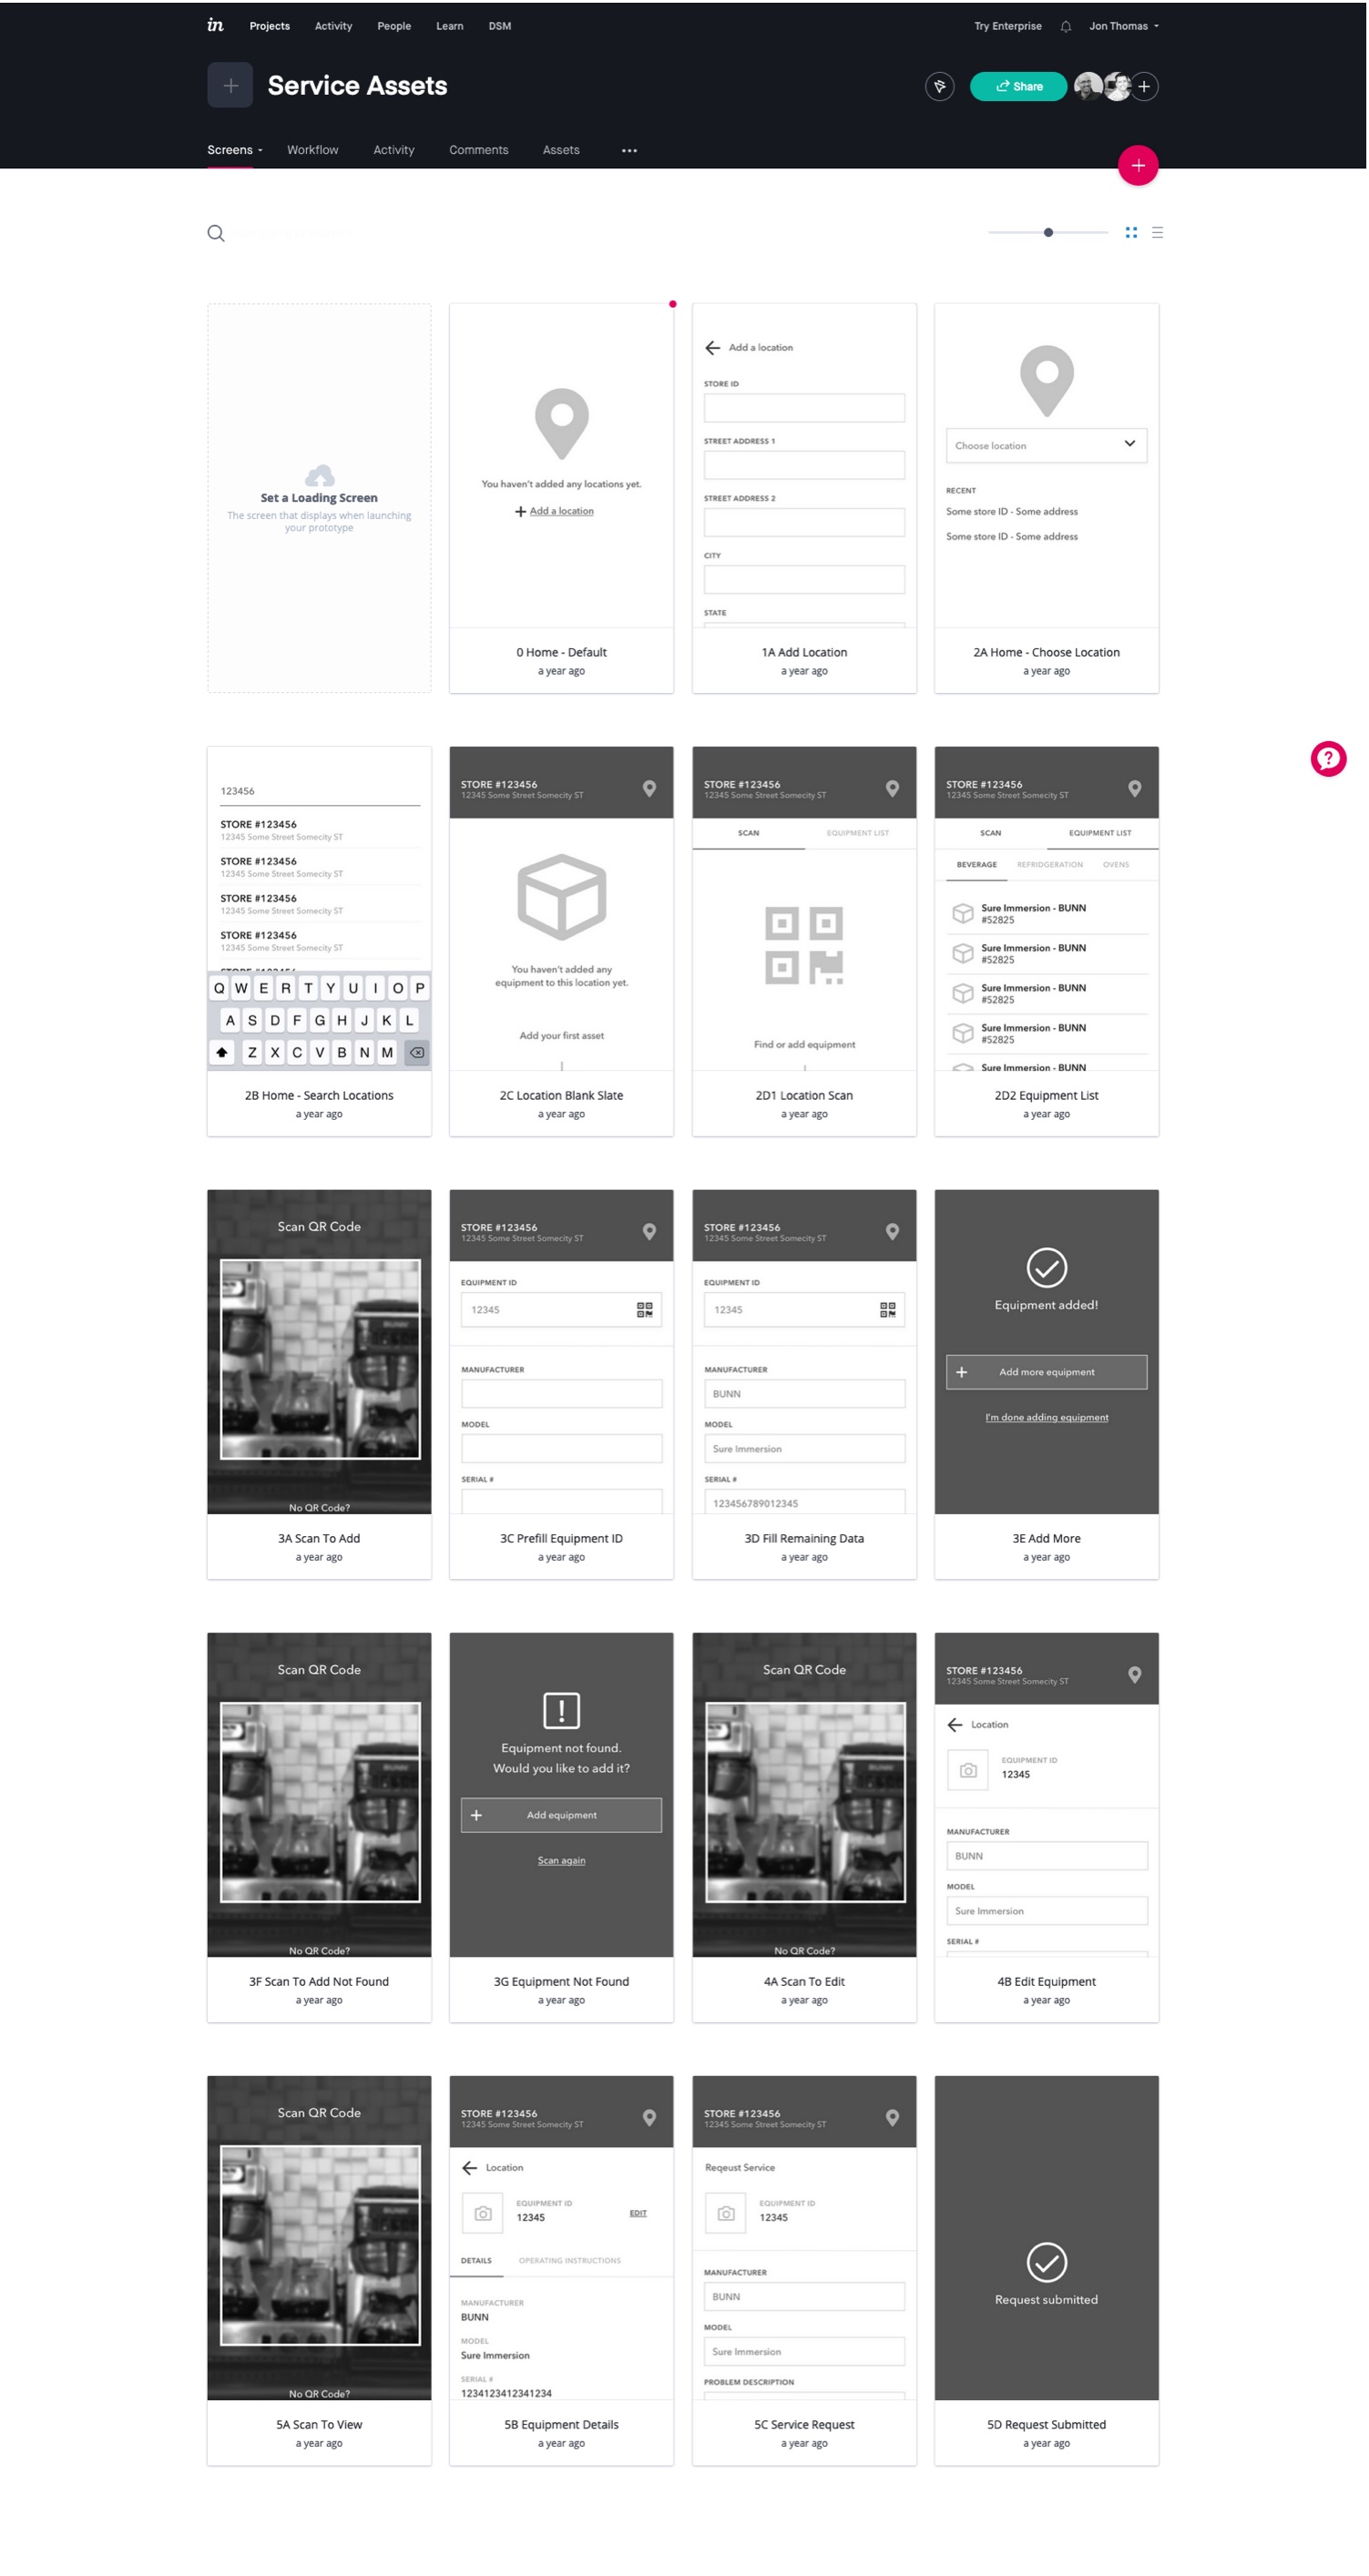 in Projects Activity People Learn DSM Try Enterprise Jon Thomas
Service Assets
Share
Screens Workflow Activity Comments Assets
Set a Loading Screen
The screen that displays when launching
your prototype
You haven't added any locations yet.
Add a location
0 Home - Default
a year ago
Add a location
STORE ID
STREET ADDRESS 1
STREET ADDRESS 2
CITY
STATE
1A Add Location
a year ago
Choose location
RECENT
Some store ID - Some address
Some store ID - Some address
2A Home - Choose Location
a year ago
123456
STORE #123456
12345 Some Street Somecity ST
STORE #123456
12345 Some Street Somecity ST
STORE #123456
12345 Some Street Somecity ST
STORE #123456
12345 Some Street Somecity ST
STORE #123456
Q W E R T Y U I O P
A S D F G H J K L
Z X C V B N M
2B Home - Search Locations
a year ago
STORE #123456
12345 Some Street Somecity ST
You haven't added any
equipment to this location yet.
Add your first asset
2C Location Blank Slate
a year ago
STORE #123456
12345 Some Street Somecity ST
SCAN EQUIPMENT LIST
Find or add equipment
2D1 Location Scan
a year ago
STORE #123456
12345 Some Street Somecity ST
SCAN EQUIPMENT LIST
BEVERAGE REFRIDGERATION OVENS
Sure Immersion - BUNN
#52825
Sure Immersion - BUNN
#52825
Sure Immersion - BUNN
#52825
Sure Immersion - BUNN
#52825
Sure Immersion - BUNN
2D2 Equipment List
a year ago
Scan QR Code
BUNN
No QR Code?
3A Scan To Add
a year ago
STORE #123456
12345 Some Street Somecity ST
EQUIPMENT ID
12345
MANUFACTURER
MODEL
SERIAL #
3C Prefill Equipment ID
a year ago
STORE #123456
12345 Some Street Somecity ST
EQUIPMENT ID
12345
MANUFACTURER
BUNN
MODEL
Sure Immersion
SERIAL #
123456789012345
3D Fill Remaining Data
a year ago
Equipment added!
Add more equipment
I'm done adding equipment
3E Add More
a year ago
Scan QR Code
BUNN
No QR Code?
3F Scan To Add Not Found
a year ago
Equipment not found.
Would you like to add it?
Add equipment
Scan again
3G Equipment Not Found
a year ago
Scan QR Code
BUNN
No QR Code?
4A Scan To Edit
a year ago
STORE #123456
12345 Some Street Somecity ST
Location
EQUIPMENT ID
12345
MANUFACTURER
BUNN
MODEL
Sure Immersion
SERIAL #
4B Edit Equipment
a year ago
Scan QR Code
BUNN
No QR Code?
5A Scan To View
a year ago
STORE #123456
12345 Some Street Somecity ST
Location
EQUIPMENT ID
12345 EDIT
DETAILS OPERATING INSTRUCTIONS
MANUFACTURER
BUNN
MODEL
Sure Immersion
SERIAL #
1234123412341234
5B Equipment Details
a year ago
STORE #123456
12345 Some Street Somecity ST
Reqeust Service
EQUIPMENT ID
12345
MANUFACTURER
BUNN
MODEL
Sure Immersion
PROBLEM DESCRIPTION
5C Service Request
a year ago
Request submitted
5D Request Submitted
a year ago